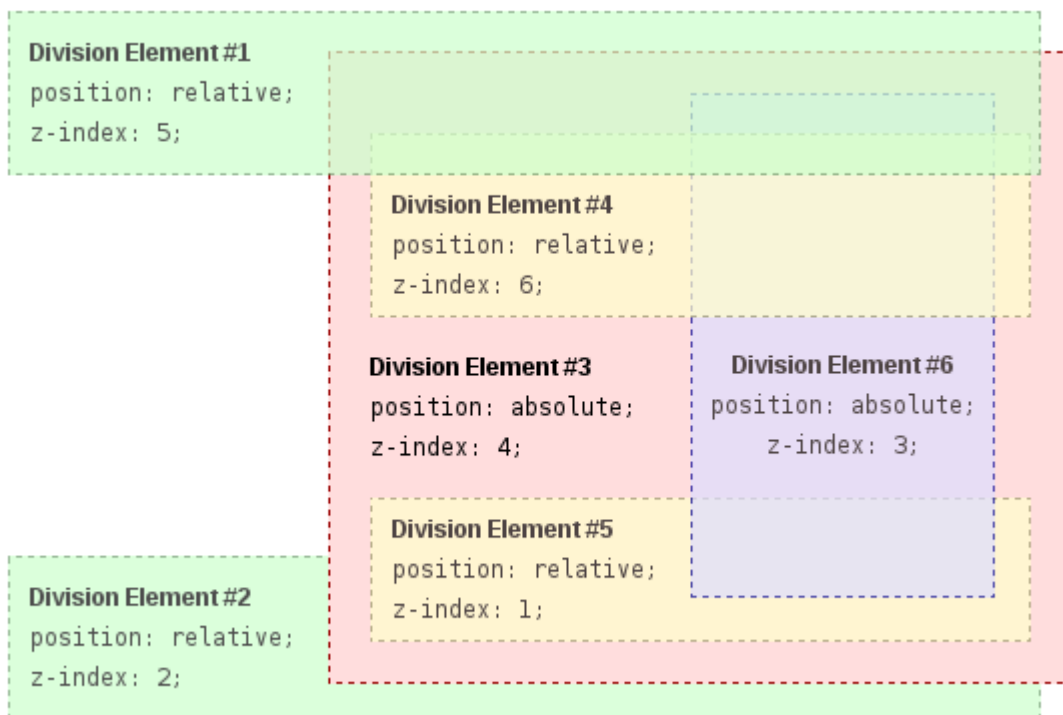 Division Element #1
position: relative;
z-index: 5;
Division Element #4
position: relative;
z-index: 6;
Division Element #3
position: absolute;
z-index: 4;
Division Element #6
position: absolute;
z-index: 3;
Division Element #5
position: relative;
z-index: 1;
Division Element #2
position: relative;
z-index: 2;